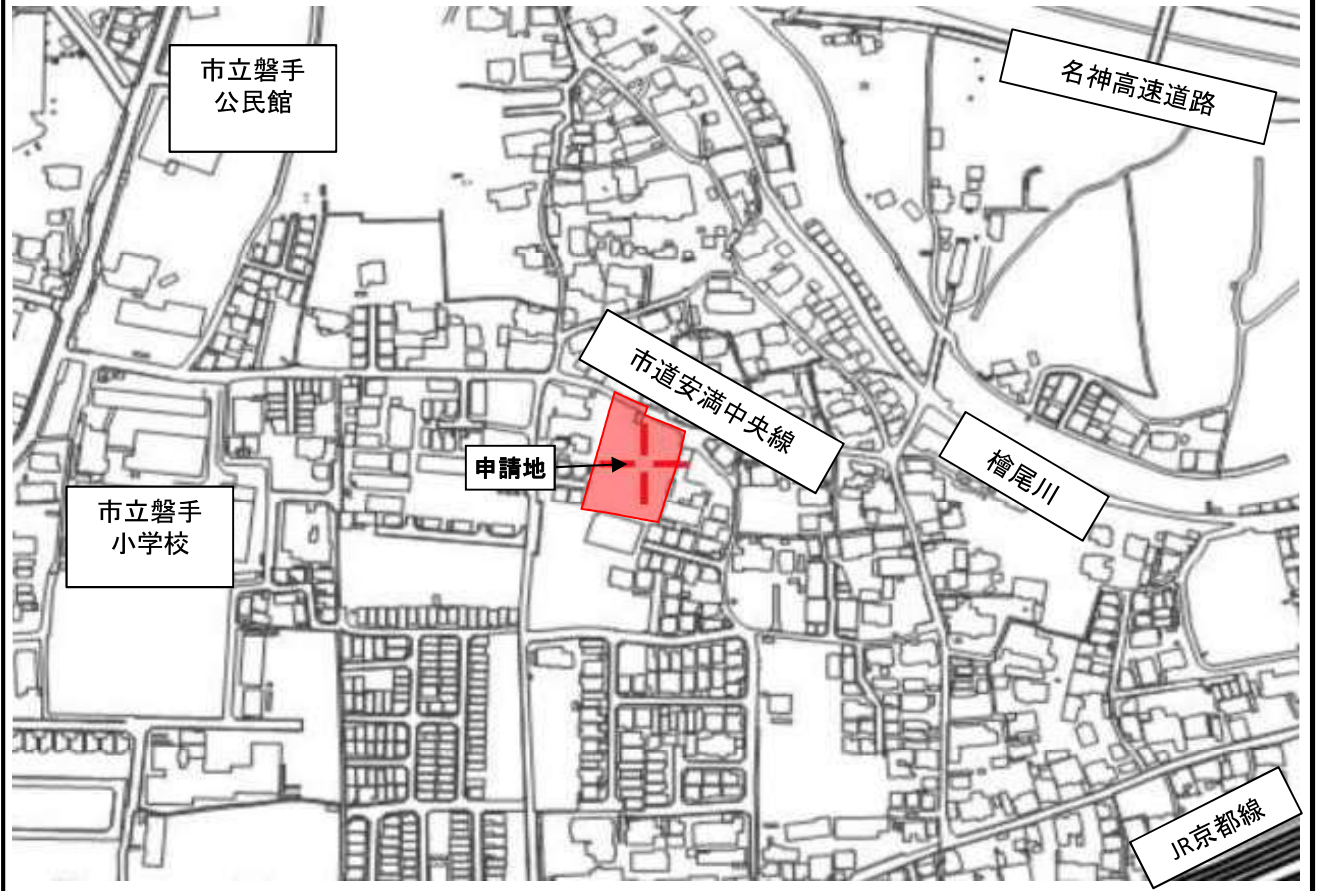 市立磐手
公民館
名神高速道路
市道安満中央線
申請地
檜尾川
市立磐手
小学校
JR京都線